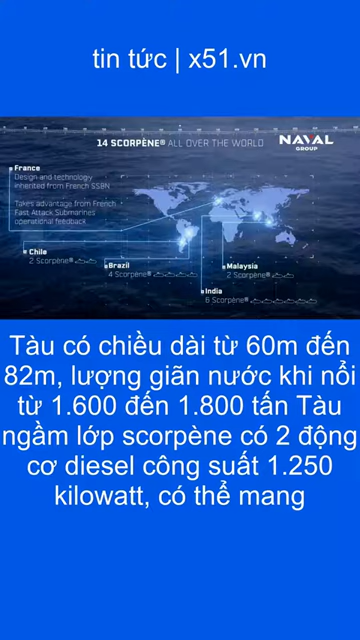 tin tức | x51.vn
14 SCORPÈNE® ALL OVER THE WORLD
NAVAL
GROUP
France
Design and technology
inherited from French SSBN
Takes advantage from French
Fast Attack Submarines
operational feedback
Chile
2 Scorpène®
Brazil
4 Scorpène®
Malaysia
2 Scorpène®
India
6 Scorpène®
Tàu có chiều dài từ 60m đến
82m, lượng giãn nước khi nổi
từ 1.600 đến 1.800 tấn Tàu
ngầm lớp scorpène có 2 động
cơ diesel công suất 1.250
kilowatt, có thể mang